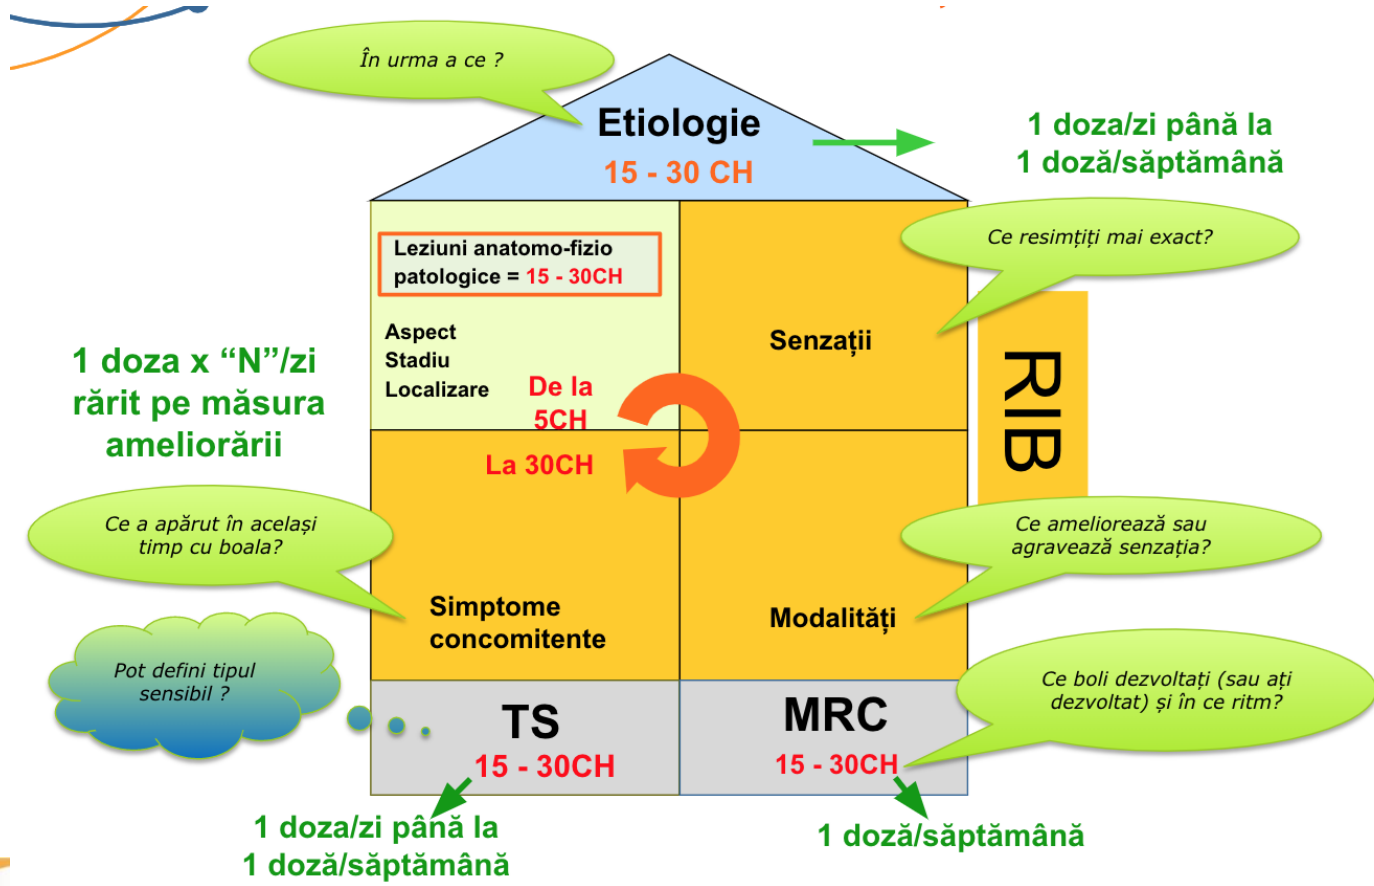 În urma a ce ?
Etiologie
15 - 30 CH
1 doza/zi până la
1 doză/săptămână
Leziuni anatomo-fizio
patologice = 15 - 30CH
Aspect
Stadiu
Localizare
De la
5CH
La 30CH
Ce resimțiți mai exact?
Senzații
RIB
1 doza x “N”/zi
rărit pe măsura
ameliorării
Ce a apărut în același
timp cu boala?
Simptome
concomitente
Ce ameliorează sau
agravează senzația?
Modalități
Pot defini tipul
sensibil ?
TS
15 - 30CH
MRC
15 - 30CH
Ce boli dezvoltați (sau ați
dezvoltat) și în ce ritm?
1 doza/zi până la
1 doză/săptămână
1 doză/săptămână